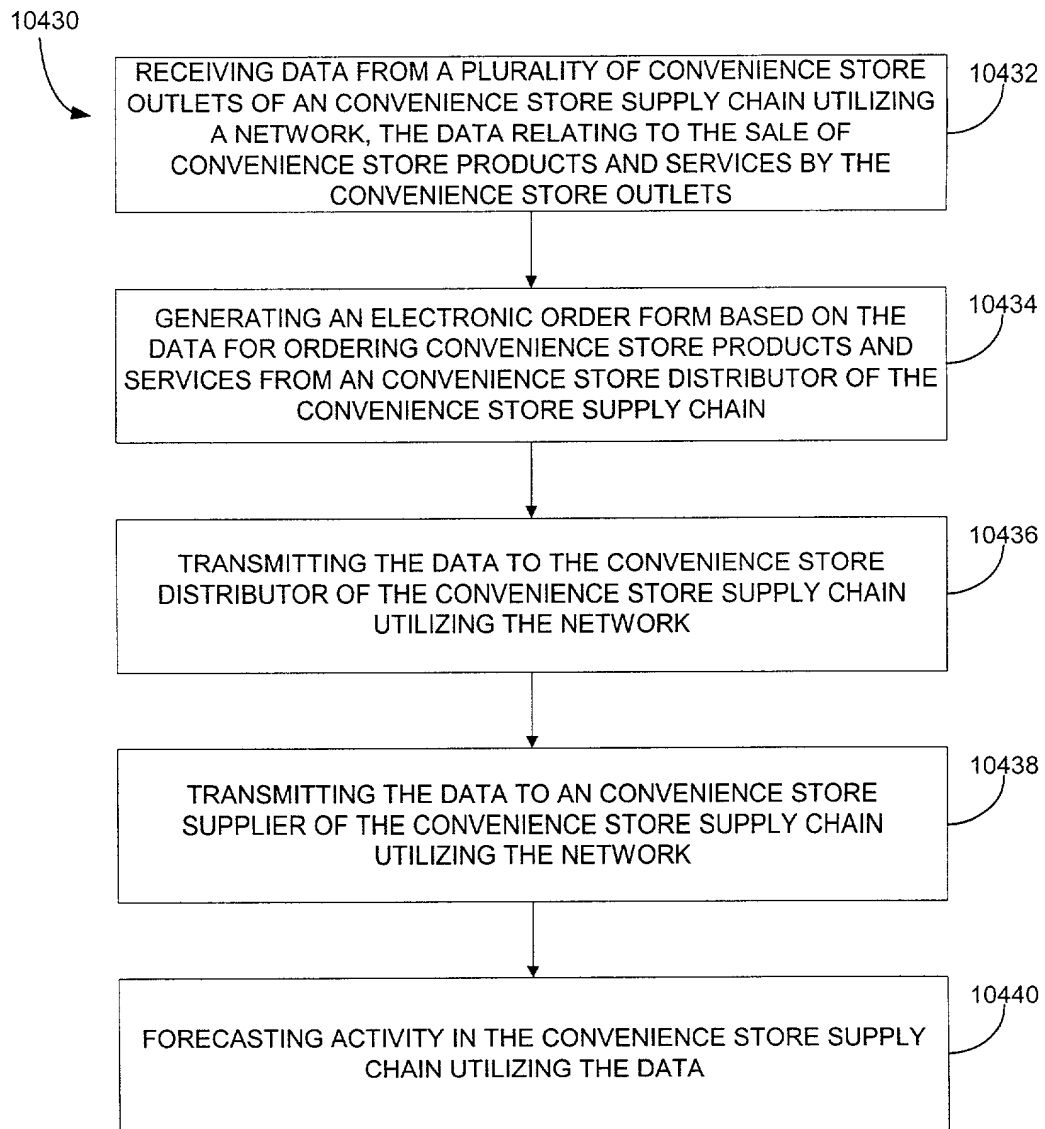 10430
RECEIVING DATA FROM A PLURALITY OF CONVENIENCE STORE
OUTLETS OF AN CONVENIENCE STORE SUPPLY CHAIN UTILIZING
A NETWORK, THE DATA RELATING TO THE SALE OF
CONVENIENCE STORE PRODUCTS AND SERVICES BY THE
CONVENIENCE STORE OUTLETS
10432
GENERATING AN ELECTRONIC ORDER FORM BASED ON THE
DATA FOR ORDERING CONVENIENCE STORE PRODUCTS AND
SERVICES FROM AN CONVENIENCE STORE DISTRIBUTOR OF THE
CONVENIENCE STORE SUPPLY CHAIN
10434
TRANSMITTING THE DATA TO THE CONVENIENCE STORE
DISTRIBUTOR OF THE CONVENIENCE STORE SUPPLY CHAIN
UTILIZING THE NETWORK
10436
TRANSMITTING THE DATA TO AN CONVENIENCE STORE
SUPPLIER OF THE CONVENIENCE STORE SUPPLY CHAIN
UTILIZING THE NETWORK
10438
FORECASTING ACTIVITY IN THE CONVENIENCE STORE SUPPLY
CHAIN UTILIZING THE DATA
10440